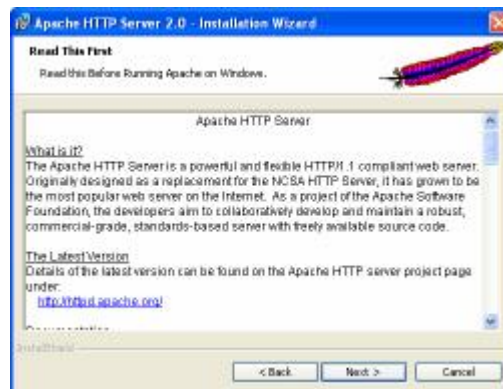 Apache HTTP Server 2.0 - Installation Wizard
Read This First
Read this Before Running Apache on Windows.
Apache HTTP Server
What is it?
The Apache HTTP Server is a powerful and flexible HTTP/1.1 compliant web server.
Originally designed as a replacement for the NCSA HTTP Server, it has grown to be
the most popular web server on the Internet. As a project of the Apache Software
Foundation, the developers aim to collaboratively develop and maintain a robust,
commercial-grade, standards-based server with freely available source code.
The Latest Version
Details of the latest version can be found on the Apache HTTP server project page
under:
http://httpd.apache.org/
Documentation
InstallShield
< Back
Next >
Cancel